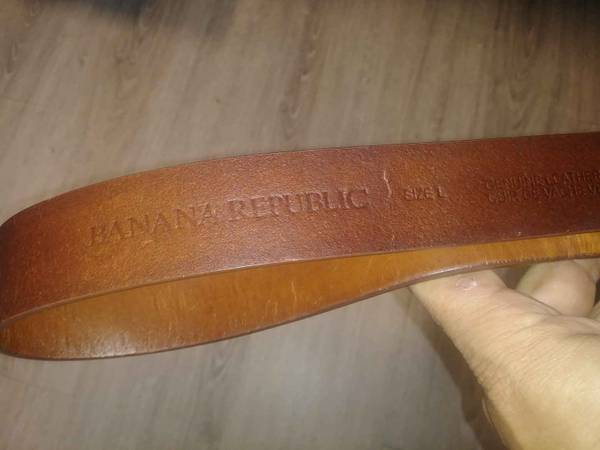 BANANA REPUBLIC SIZE L
GENUINE LEATHER